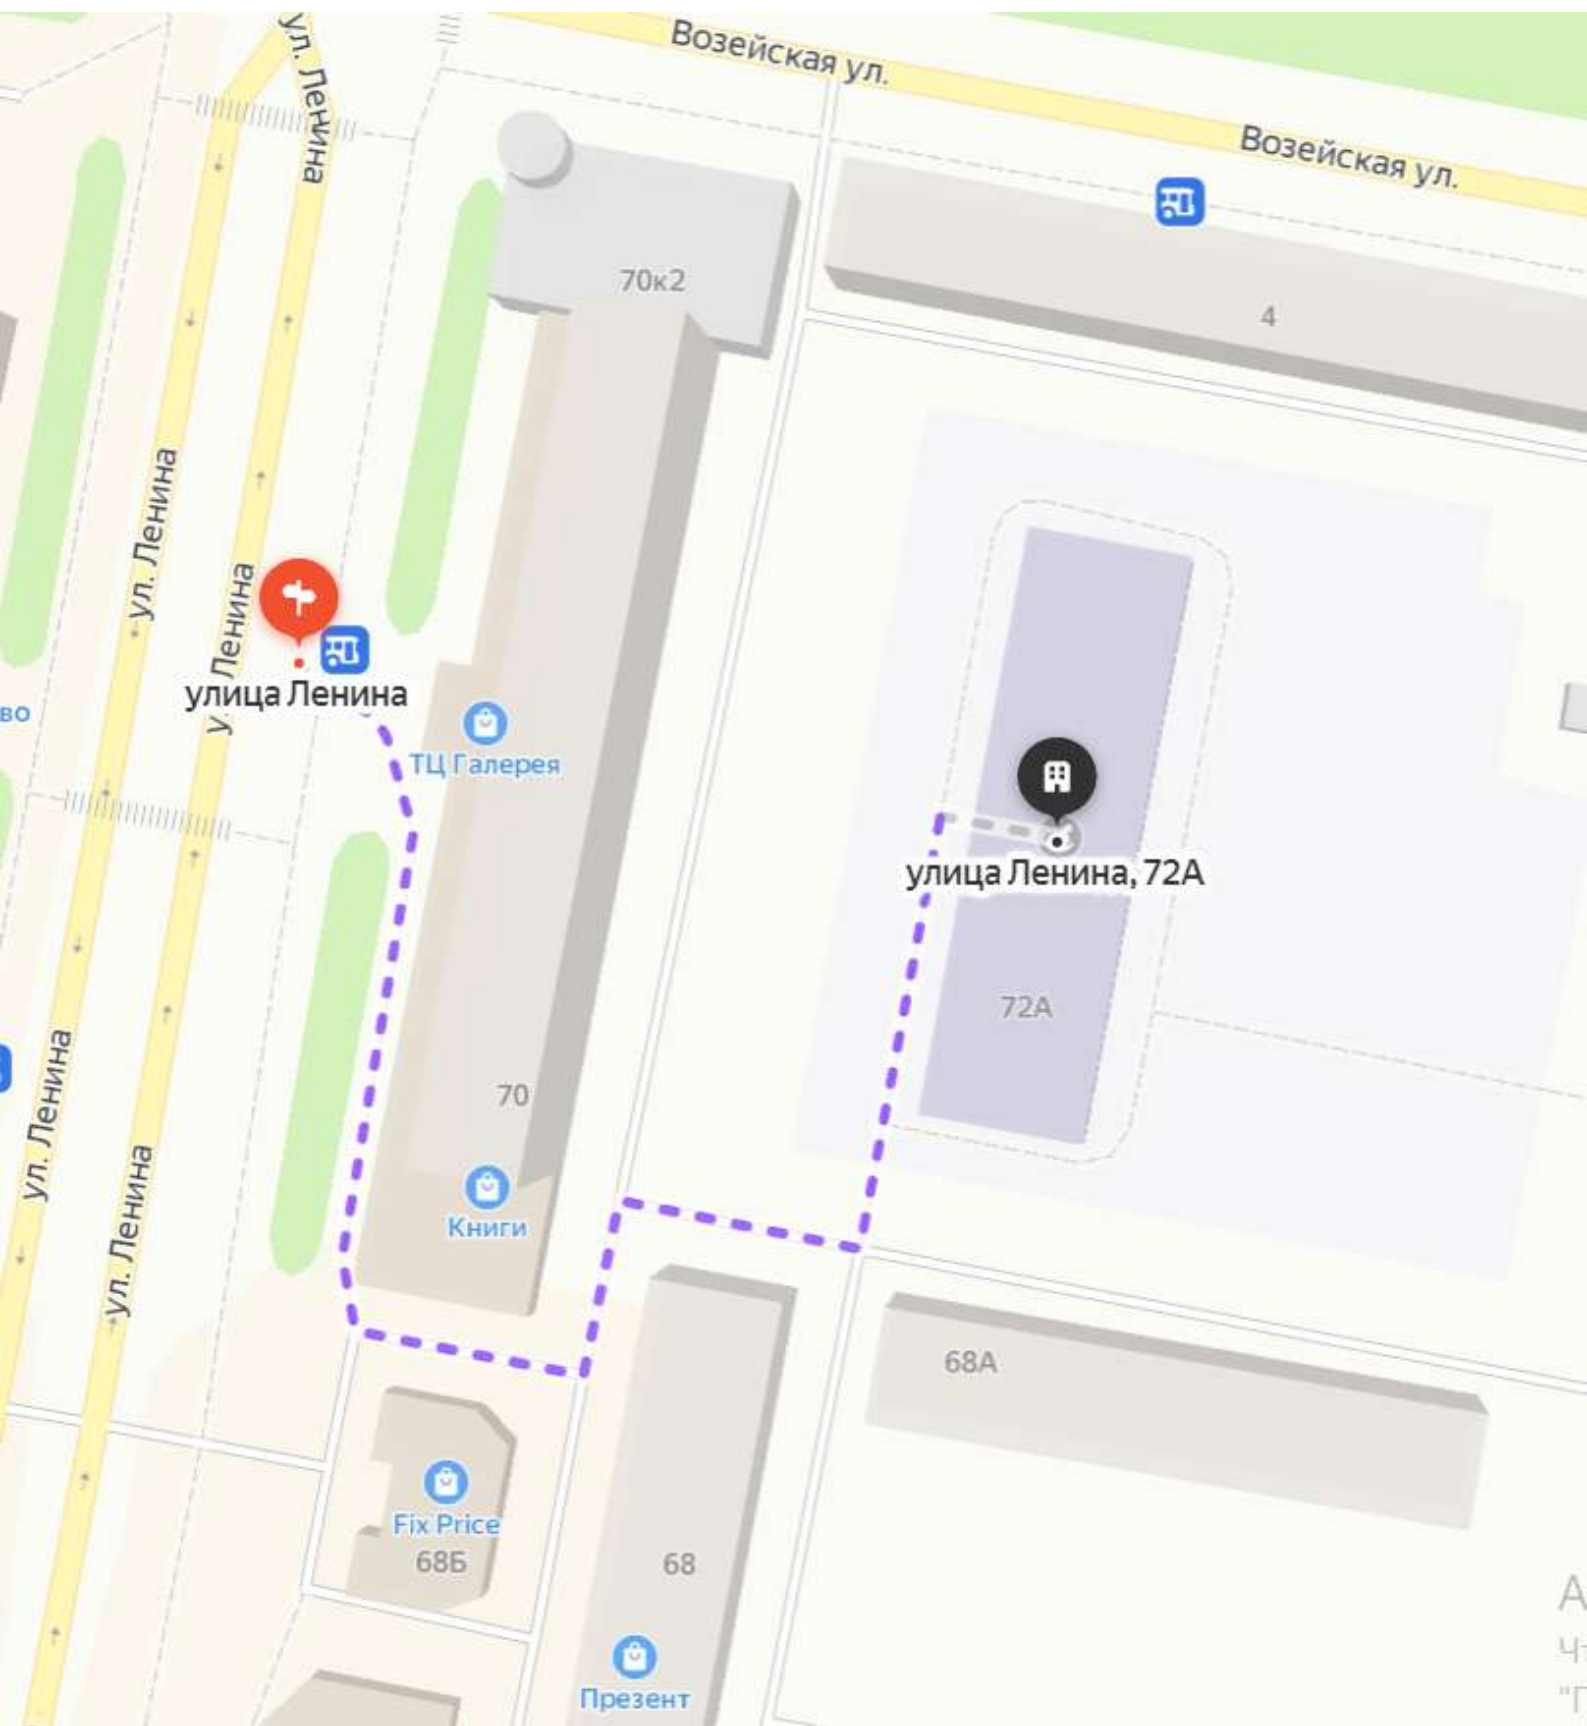 Возейская ул.
ул. Ленина
Возейская ул.
70к2
4
ул. Ленина
ул. Ленина
улица Ленина
ТЦ Галерея
улица Ленина, 72А
72А
ул. Ленина
70
ул. Ленина
Книги
68А
Fix Price
68Б
68
Презент